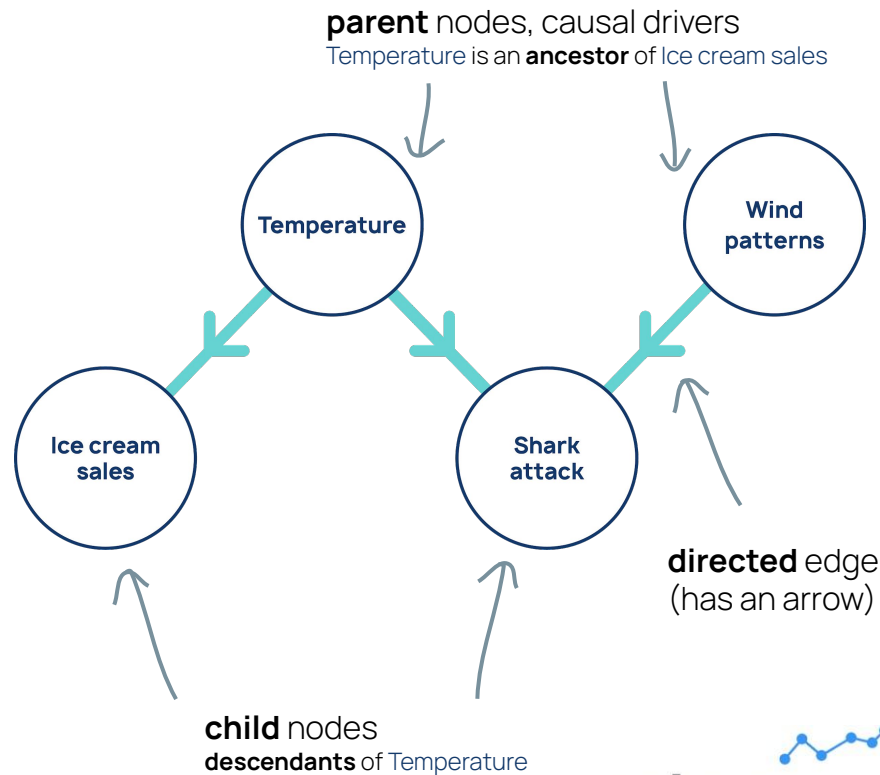 parent nodes, causal drivers
Temperature is an ancestor of Ice cream sales
Temperature
Wind
patterns
Ice cream
sales
Shark
attack
directed edge
(has an arrow)
child nodes
descendants of Temperature